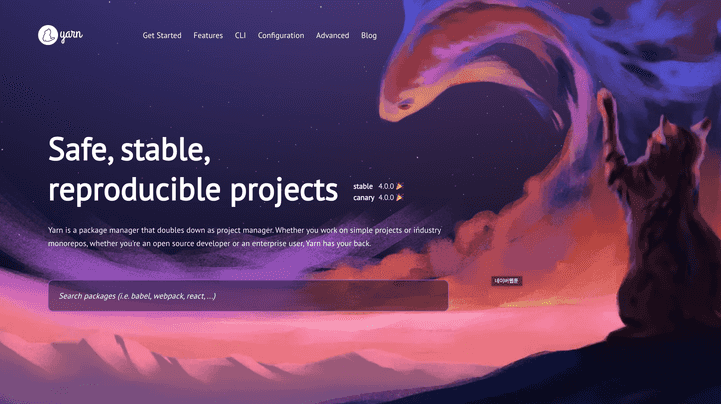 yarn
Get Started Features CLI Configuration Advanced Blog
Safe, stable,
reproducible projects
stable 4.0.0 🎉
canary 4.0.0 🎉
Yarn is a package manager that doubles down as project manager. Whether you work on simple projects or industry
monorepos, whether you're an open source developer or an enterprise user, Yarn has your back.
네이버웹툰
Search packages (i.e. babel, webpack, react, ...)